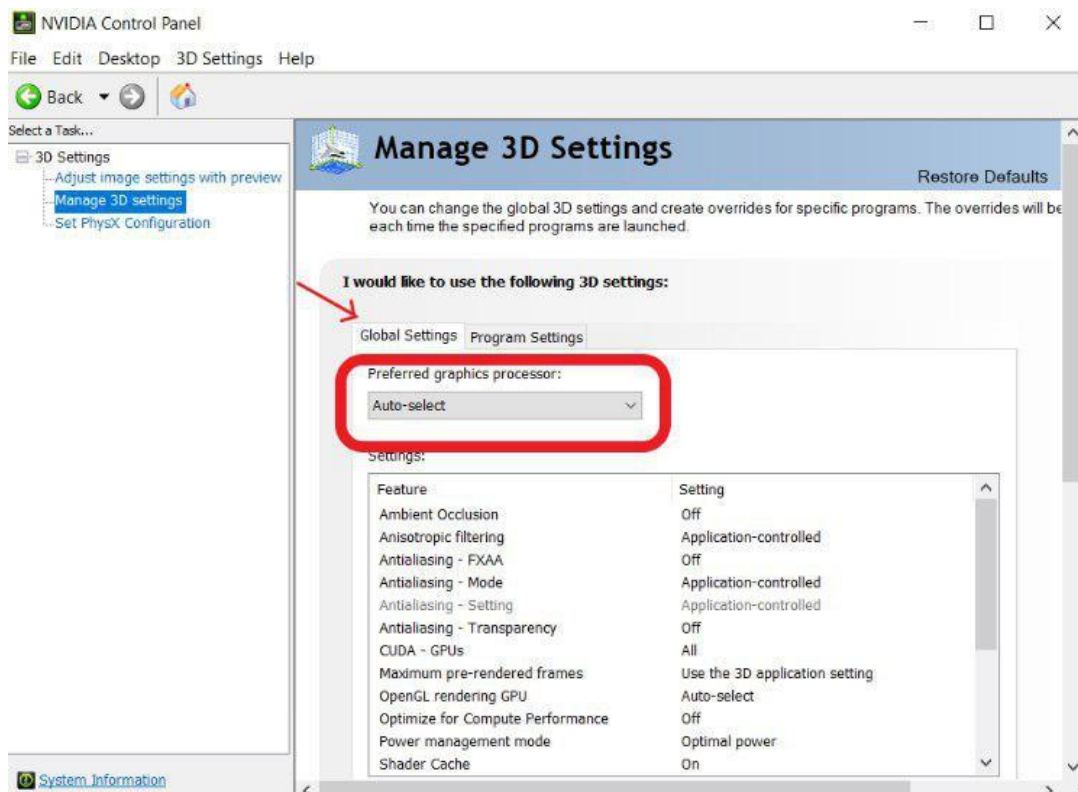 NVIDIA Control Panel
File Edit Desktop 3D Settings Help
Back
Select a Task...
3D Settings
Adjust image settings with preview
Manage 3D settings
Set PhysX Configuration
System Information
Manage 3D Settings
Restore Defaults
You can change the global 3D settings and create overrides for specific programs. The overrides will be
each time the specified programs are launched.
I would like to use the following 3D settings:
Global Settings Program Settings
Preferred graphics processor:
Auto-select
Settings:
Feature Setting
Ambient Occlusion Off
Anisotropic filtering Application-controlled
Antialiasing - FXAA Off
Antialiasing - Mode Application-controlled
Antialiasing - Setting Application-controlled
Antialiasing - Transparency Off
CUDA - GPUs All
Maximum pre-rendered frames Use the 3D application setting
OpenGL rendering GPU Auto-select
Optimize for Compute Performance Off
Power management mode Optimal power
Shader Cache On